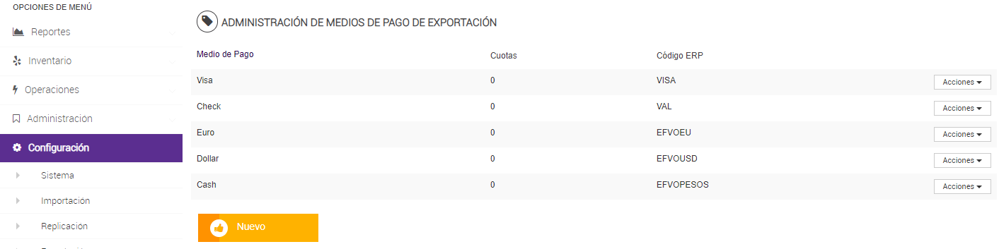 OPCIONES DE MENÚ
Reportes
Inventario
Operaciones
Administración
Configuración
Sistema
Importación
Replicación
ADMINISTRACIÓN DE MEDIOS DE PAGO DE EXPORTACIÓN
Medio de Pago Cuotas Código ERP
Visa 0 VISA Acciones
Check 0 VAL Acciones
Euro 0 EFVOEU Acciones
Dollar 0 EFVOUSD Acciones
Cash 0 EFVOPESOS Acciones
Nuevo